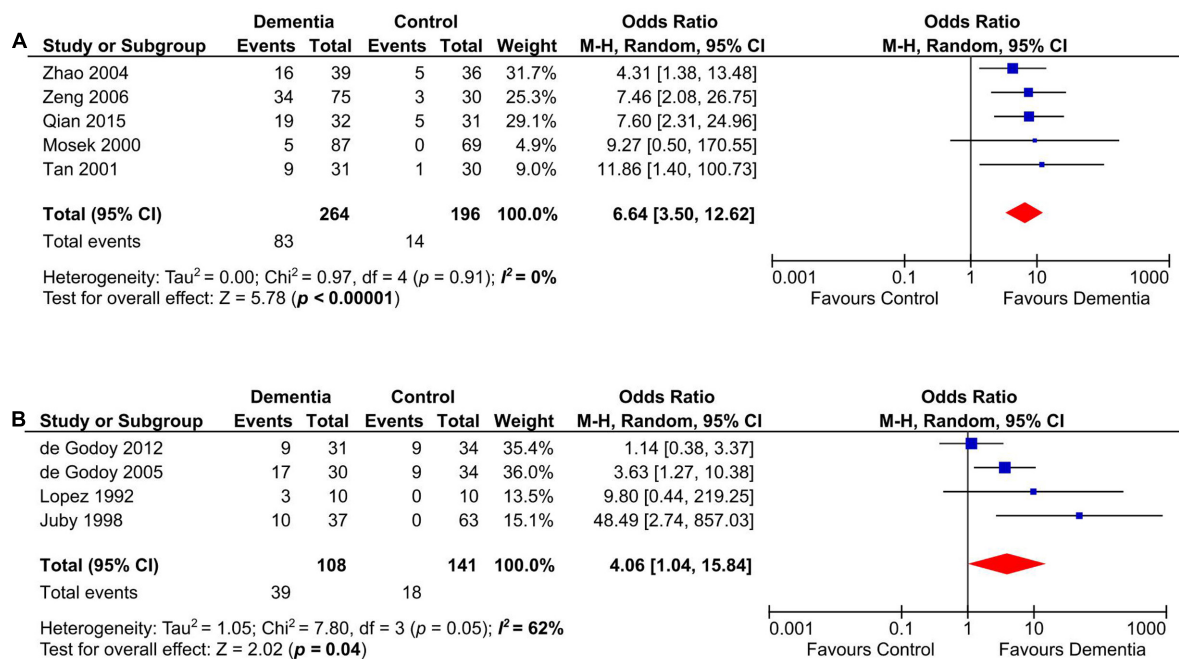 A
Dementia Control Odds Ratio Odds Ratio
Study or Subgroup Events Total Events Total Weight M-H, Random, 95% CI M-H, Random, 95% CI
Zhao 2004 16 39 5 36 31.7% 4.31 [1.38, 13.48]
Zeng 2006 34 75 3 30 25.3% 7.46 [2.08, 26.75]
Qian 2015 19 32 5 31 29.1% 7.60 [2.31, 24.96]
Mosek 2000 5 87 0 69 4.9% 9.27 [0.50, 170.55]
Tan 2001 9 31 1 30 9.0% 11.86 [1.40, 100.73]
Total (95% CI) 264 196 100.0% 6.64 [3.50, 12.62]
Total events 83 14
Heterogeneity: Tau² = 0.00; Chi² = 0.97, df = 4 (p = 0.91); I² = 0%
Test for overall effect: Z = 5.78 (p < 0.00001)
0.001 0.1 1 10 1000
Favours Control Favours Dementia
B
Dementia Control Odds Ratio Odds Ratio
Study or Subgroup Events Total Events Total Weight M-H, Random, 95% CI M-H, Random, 95% CI
de Godoy 2012 9 31 9 34 35.4% 1.14 [0.38, 3.37]
de Godoy 2005 17 30 9 34 36.0% 3.63 [1.27, 10.38]
Lopez 1992 3 10 0 10 13.5% 9.80 [0.44, 219.25]
Juby 1998 10 37 0 63 15.1% 48.49 [2.74, 857.03]
Total (95% CI) 108 141 100.0% 4.06 [1.04, 15.84]
Total events 39 18
Heterogeneity: Tau² = 1.05; Chi² = 7.80, df = 3 (p = 0.05); I² = 62%
Test for overall effect: Z = 2.02 (p = 0.04)
0.001 0.1 1 10 1000
Favours Control Favours Dementia